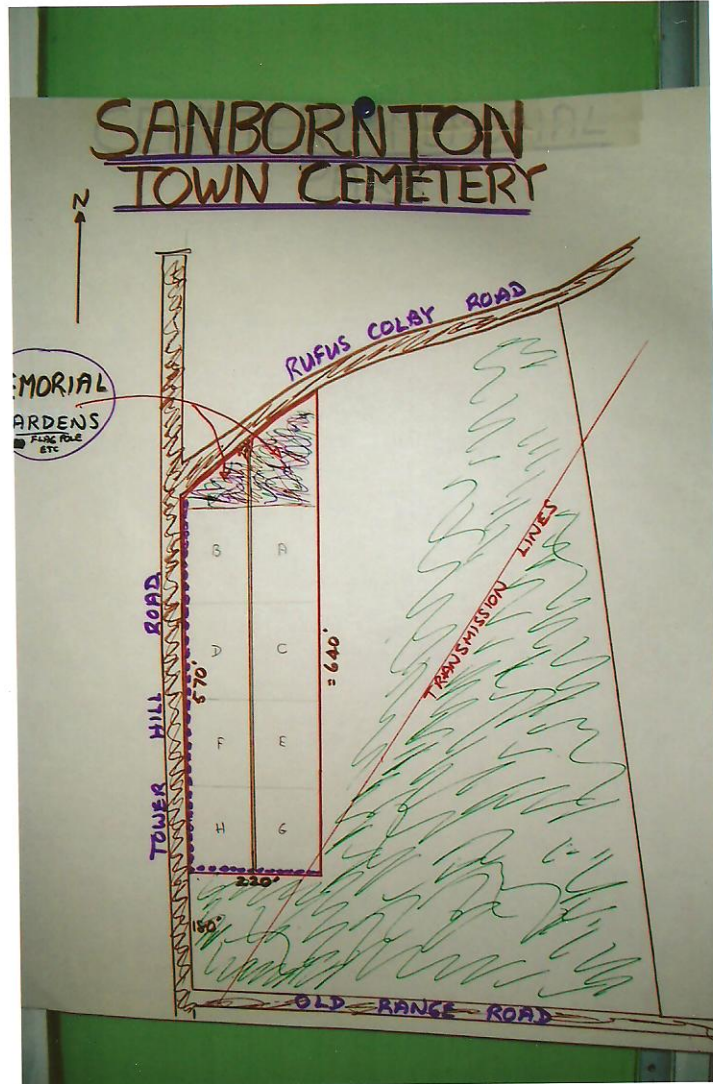 SANBORNTON
TOWN CEMETERY
N
RUFUS COLBY ROAD
EMORIAL
ARDENS
FLAG POLE
ETC
B A
D C
F E
H G
TOWER HILL ROAD
570'
=640'
TRANSMISSION LINES
220'
180'
OLD RANGE ROAD